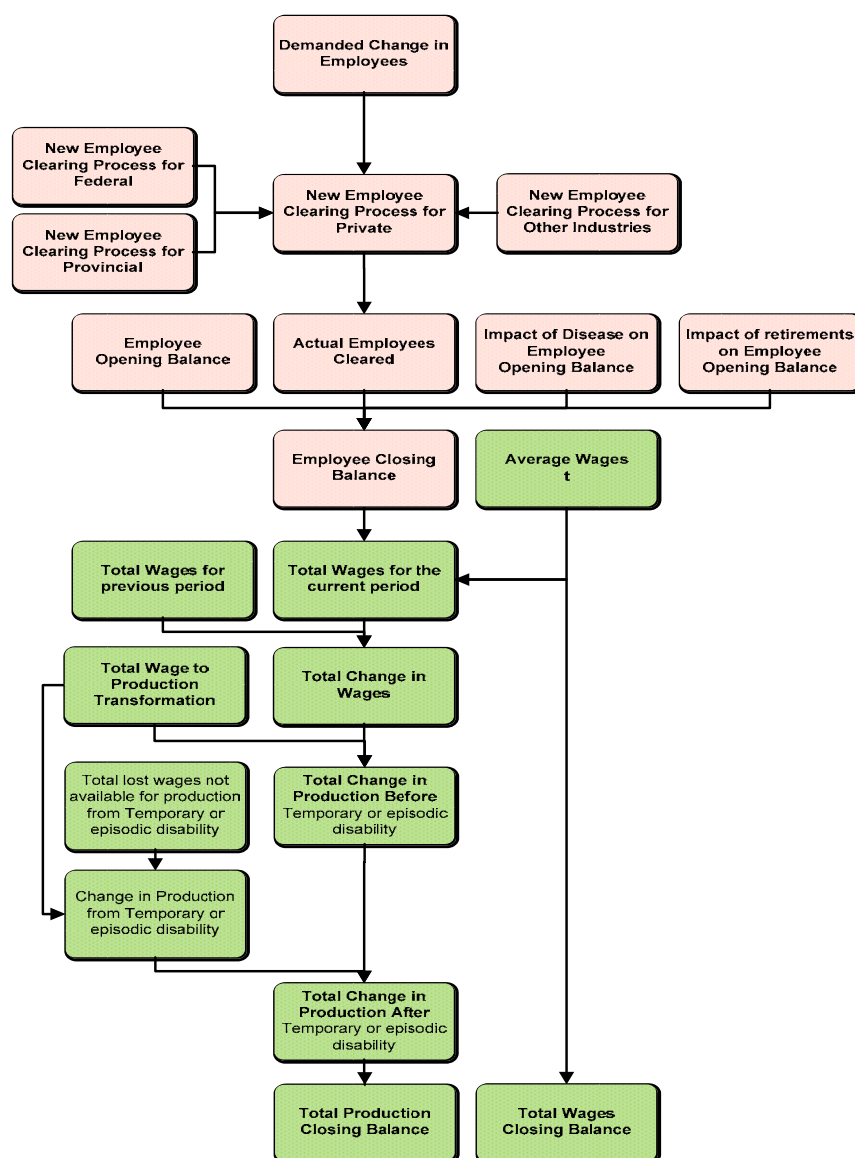 Demanded Change in
Employees
New Employee
Clearing Process for
Federal
New Employee
Clearing Process for
Private
New Employee
Clearing Process for
Other Industries
New Employee
Clearing Process for
Provincial
Employee
Opening Balance
Actual Employees
Cleared
Impact of Disease on
Employee
Opening Balance
Impact of retirements
on Employee
Opening Balance
Employee Closing
Balance
Average Wages
t
Total Wages for
previous period
Total Wages for the
current period
Total Wage to
Production
Transformation
Total Change in
Wages
Total lost wages not
available for production
from Temporary or
episodic disability
Total Change in
Production Before
Temporary or episodic
disability
Change in Production
from Temporary or
episodic disability
Total Change in
Production After
Temporary or episodic
disability
Total Production
Closing Balance
Total Wages
Closing Balance